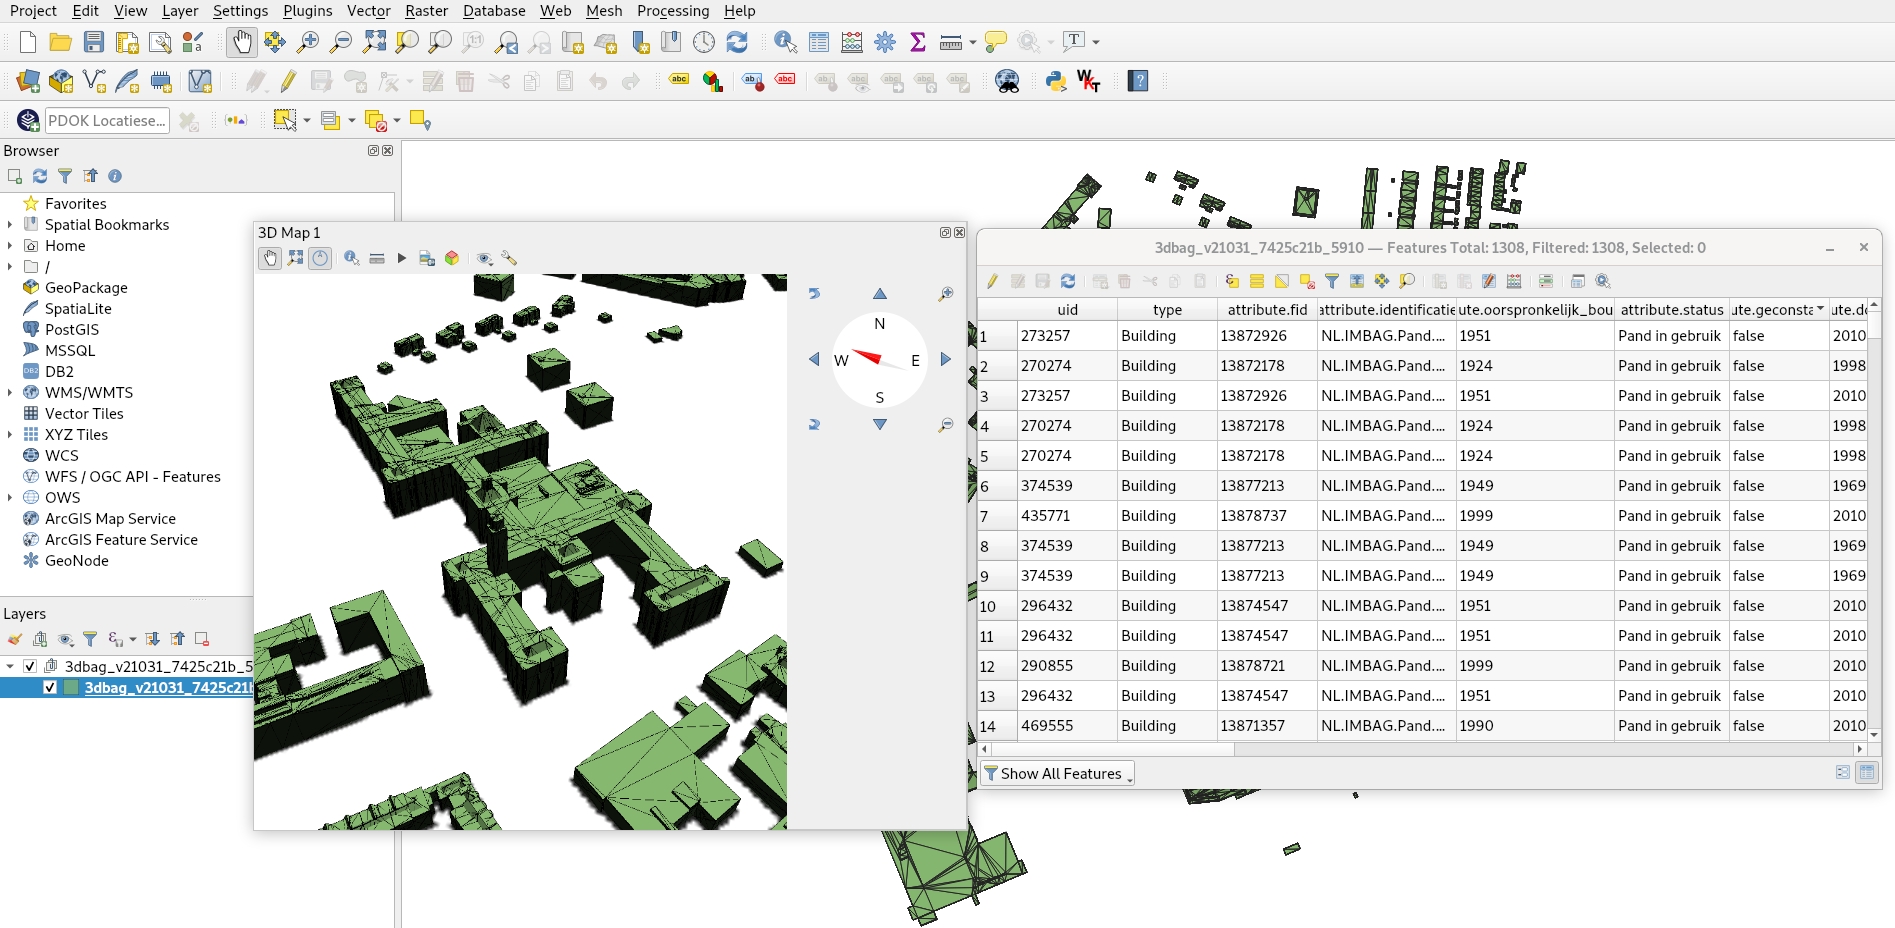 Project Edit View Layer Settings Plugins Vector Raster Database Web Mesh Processing Help
PDOK Locatiese...
Browser
Favorites
Spatial Bookmarks
Home
/
GeoPackage
SpatiaLite
PostGIS
MSSQL
DB2
WMS/WMTS
Vector Tiles
XYZ Tiles
WCS
WFS / OGC API - Features
OWS
ArcGIS Map Service
ArcGIS Feature Service
GeoNode
Layers
3dbag_v21031_7425c21b_5
3dbag_v21031_7425c21b
3D Map 1
N
W E
S
3dbag_v21031_7425c21b_5910 — Features Total: 1308, Filtered: 1308, Selected: 0
uid type attribute.fid attribute.identificatie ute.oorspronkelijk_bou attribute.status ute.geconsta ute.do
1 273257 Building 13872926 NL.IMBAG.Pand.... 1951 Pand in gebruik false 2010
2 270274 Building 13872178 NL.IMBAG.Pand.... 1924 Pand in gebruik false 1998
3 273257 Building 13872926 NL.IMBAG.Pand.... 1951 Pand in gebruik false 2010
4 270274 Building 13872178 NL.IMBAG.Pand.... 1924 Pand in gebruik false 1998
5 270274 Building 13872178 NL.IMBAG.Pand.... 1924 Pand in gebruik false 1998
6 374539 Building 13877213 NL.IMBAG.Pand.... 1949 Pand in gebruik false 1969
7 435771 Building 13878737 NL.IMBAG.Pand.... 1999 Pand in gebruik false 2010
8 374539 Building 13877213 NL.IMBAG.Pand.... 1949 Pand in gebruik false 1969
9 374539 Building 13877213 NL.IMBAG.Pand.... 1949 Pand in gebruik false 1969
10 296432 Building 13874547 NL.IMBAG.Pand.... 1951 Pand in gebruik false 2010
11 296432 Building 13874547 NL.IMBAG.Pand.... 1951 Pand in gebruik false 2010
12 290855 Building 13878721 NL.IMBAG.Pand.... 1999 Pand in gebruik false 2010
13 296432 Building 13874547 NL.IMBAG.Pand.... 1951 Pand in gebruik false 2010
14 469555 Building 13871357 NL.IMBAG.Pand.... 1990 Pand in gebruik false 2010
Show All Features